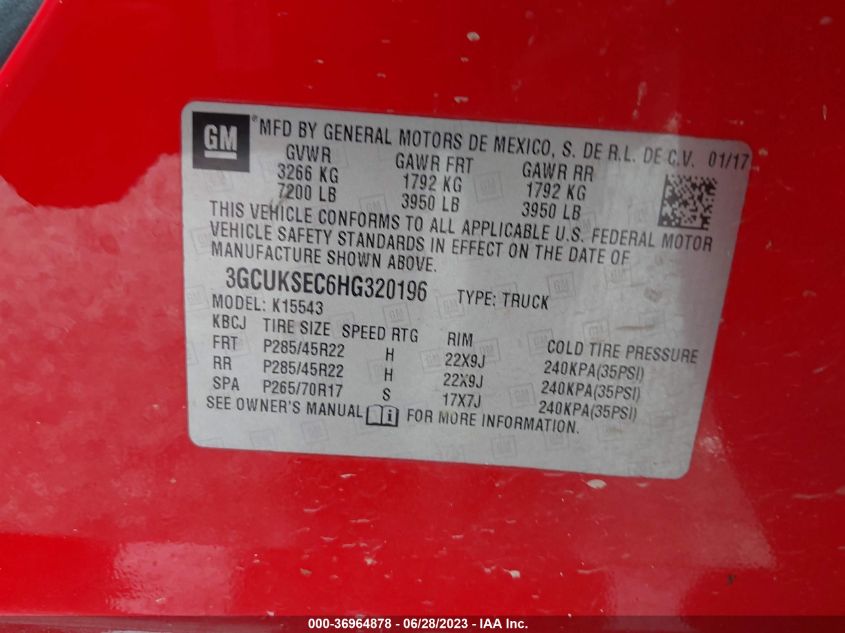 GM ® MFD BY GENERAL MOTORS DE MEXICO, S. DE R.L. DE C.V. 01/17
GVWR GAWR FRT GAWR RR
3266 KG 1792 KG 1792 KG
7200 LB 3950 LB 3950 LB
THIS VEHICLE CONFORMS TO ALL APPLICABLE U.S. FEDERAL MOTOR
VEHICLE SAFETY STANDARDS IN EFFECT ON THE DATE OF
MANUFACTURE SHOWN ABOVE.
3GCUKSEC6HG320196 TYPE: TRUCK
MODEL: K15543
KBCJ TIRE SIZE SPEED RTG RIM COLD TIRE PRESSURE
FRT P285/45R22 H 22X9J 240KPA(35PSI)
RR P285/45R22 H 22X9J 240KPA(35PSI)
SPA P265/70R17 S 17X7J 240KPA(35PSI)
SEE OWNER'S MANUAL FOR MORE INFORMATION.
000-36964878 - 06/28/2023 - IAA Inc.